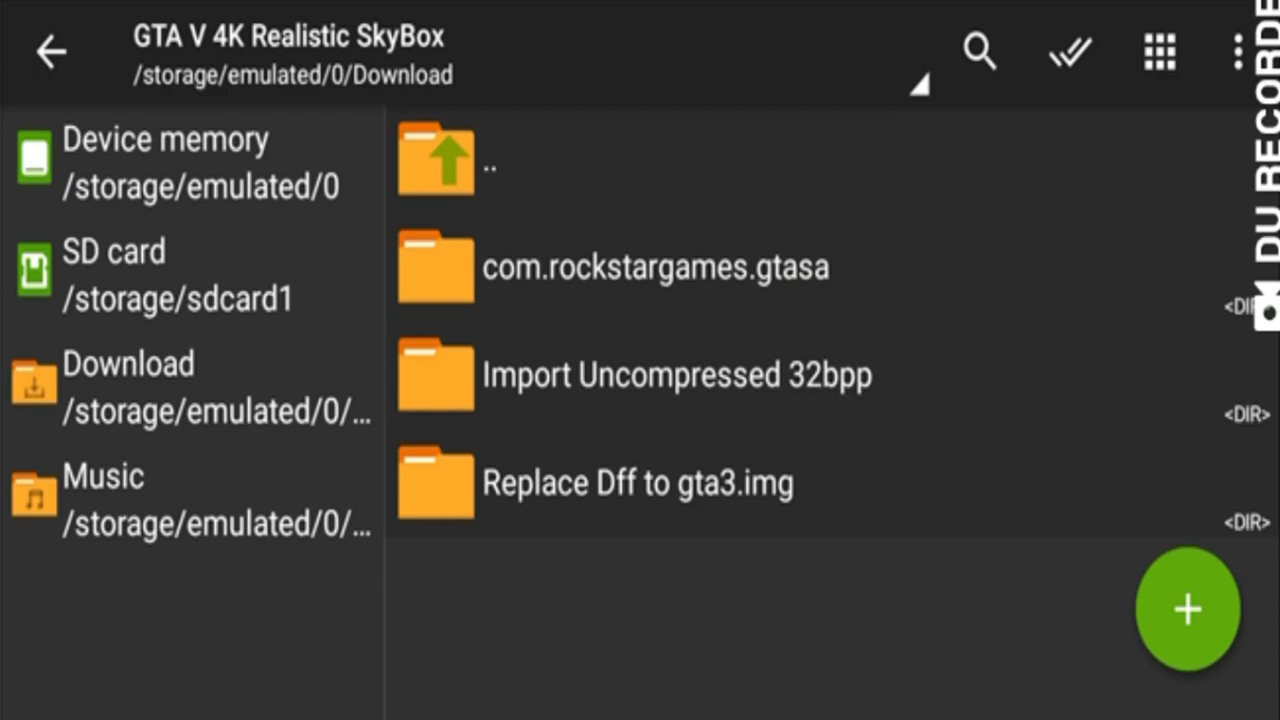 GTA V 4K Realistic SkyBox
/storage/emulated/0/Download
Device memory
/storage/emulated/0
SD card
/storage/sdcard1
Download
/storage/emulated/0/...
Music
/storage/emulated/0/...
..
com.rockstargames.gtasa
Import Uncompressed 32bpp
<DIR>
Replace Dff to gta3.img
<DIR>
DU RECORDE